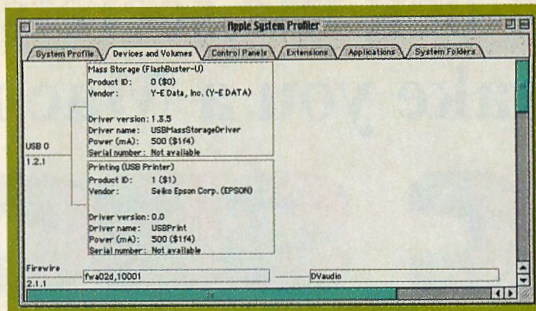 Apple System Profiler
System Profile
Devices and Volumes
Control Panels
Extensions
Applications
System Folders
USB 0
1.2.1
Mass Storage (FlashBuster-U)
Product ID: 0 ($0)
Vendor: Y-E Data, Inc. (Y-E DATA)
Driver version: 1.3.5
Driver name: USBMassStorageDriver
Power (mA): 500 ($1f4)
Serial number: Not available
Printing (USB Printer)
Product ID: 1 ($1)
Vendor: Seiko Epson Corp. (EPSON)
Driver version: 0.0
Driver name: USBPrint
Power (mA): 500 ($1f4)
Serial number: Not available
Firewire
2.1.1
fwa02d,10001
DVaudio